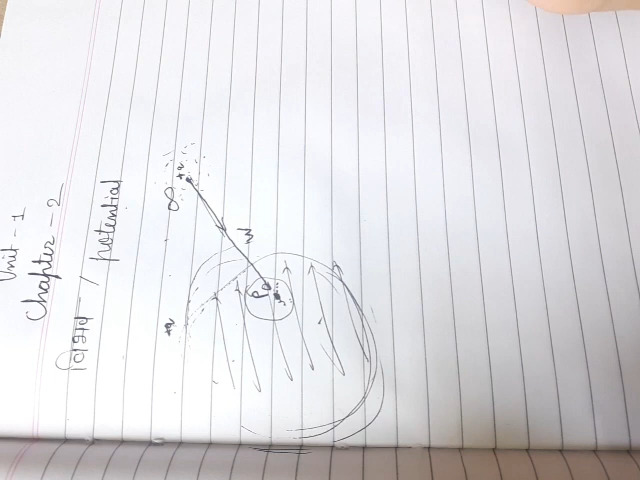 Unit - 1
Chapter - 2
विभव / potential
∞ +q
W
+q
P